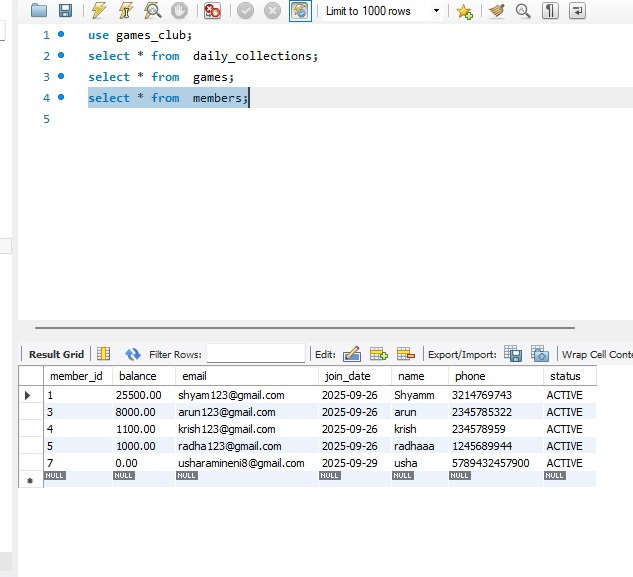 Limit to 1000 rows
1 use games_club;
2 select * from  daily_collections;
3 select * from  games;
4 select * from  members;
5
Result Grid Filter Rows: Edit: Export/Import: Wrap Cell Conte
member_id balance email join_date name phone status
1 25500.00 shyam123@gmail.com 2025-09-26 Shyamm 3214769743 ACTIVE
3 8000.00 arun123@gmail.com 2025-09-26 arun 2345785322 ACTIVE
4 1100.00 krish123@gmail.com 2025-09-26 krish 234578959 ACTIVE
5 1000.00 radha123@gmail.com 2025-09-26 radhaaa 1245689944 ACTIVE
7 0.00 usharamineni8@gmail.com 2025-09-29 usha 5789432457900 ACTIVE
NULL NULL NULL NULL NULL NULL NULL